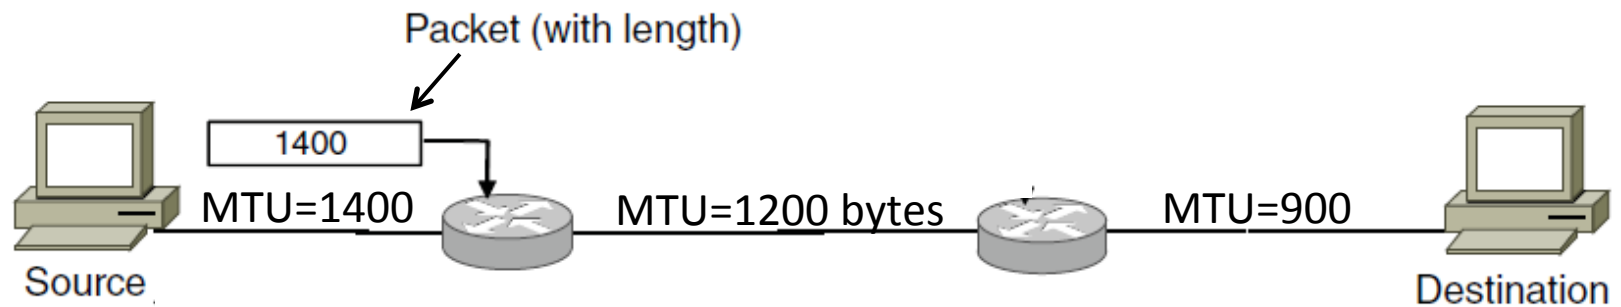 Packet (with length)
1400
MTU=1400
MTU=1200 bytes
MTU=900
Source
Destination